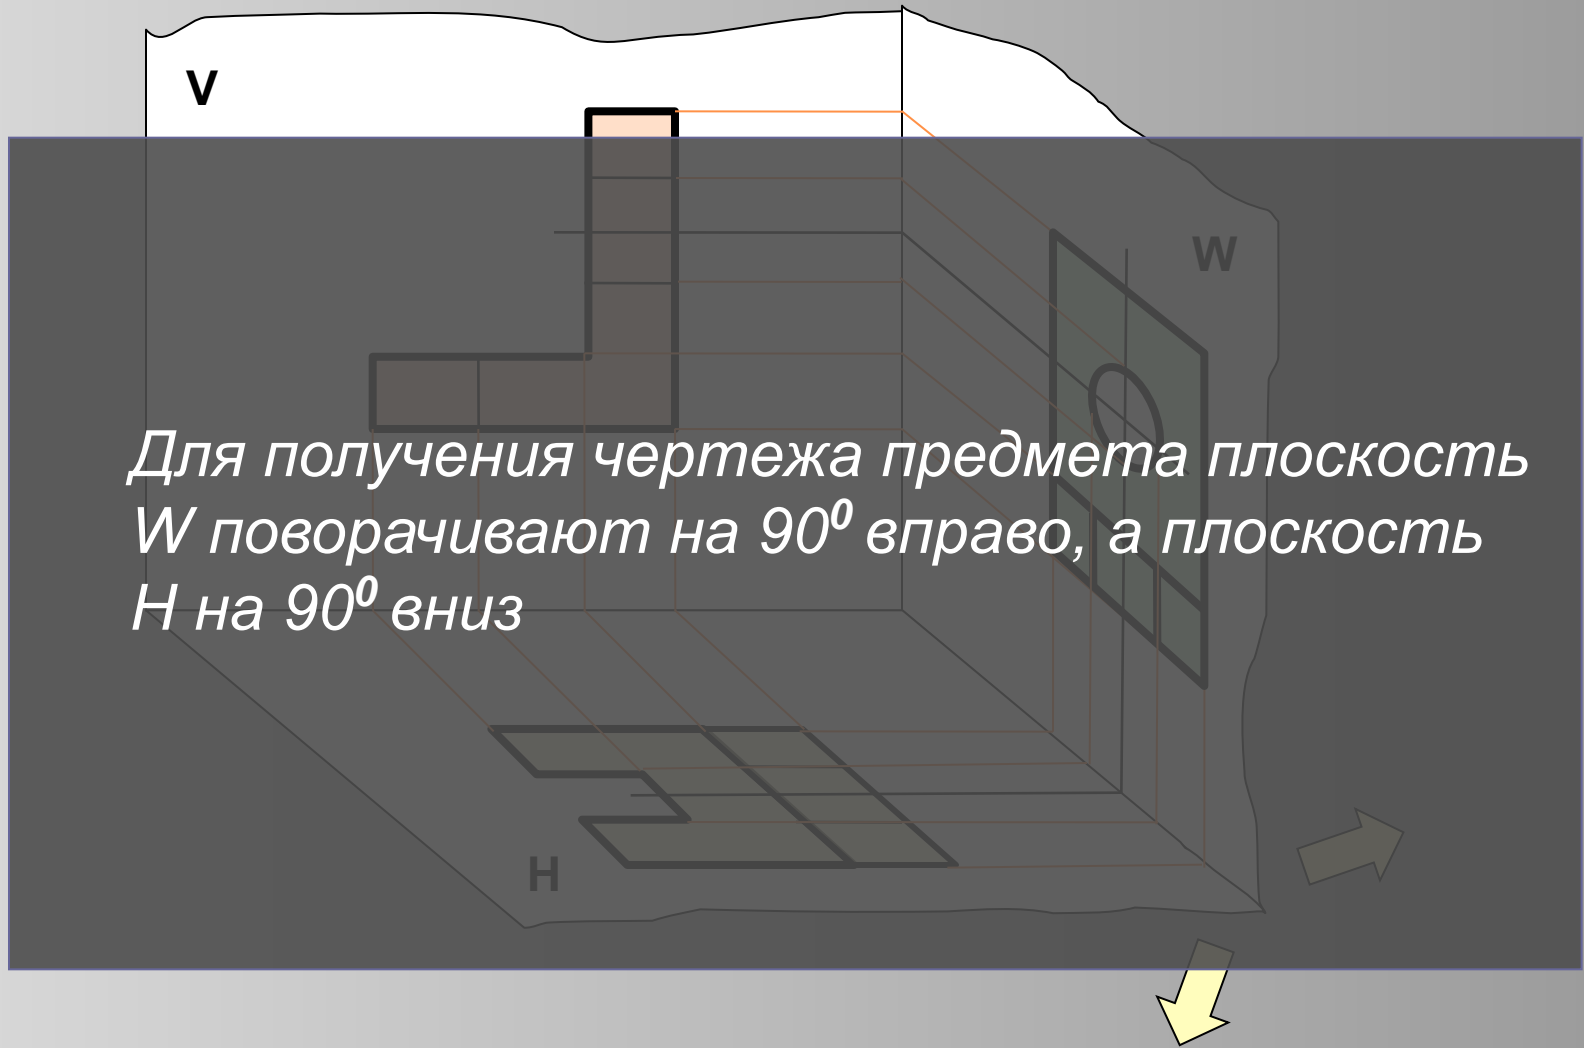 V
W
Для получения чертежа предмета плоскость
W поворачивают на 90⁰ вправо, а плоскость
Н на 90⁰ вниз
H